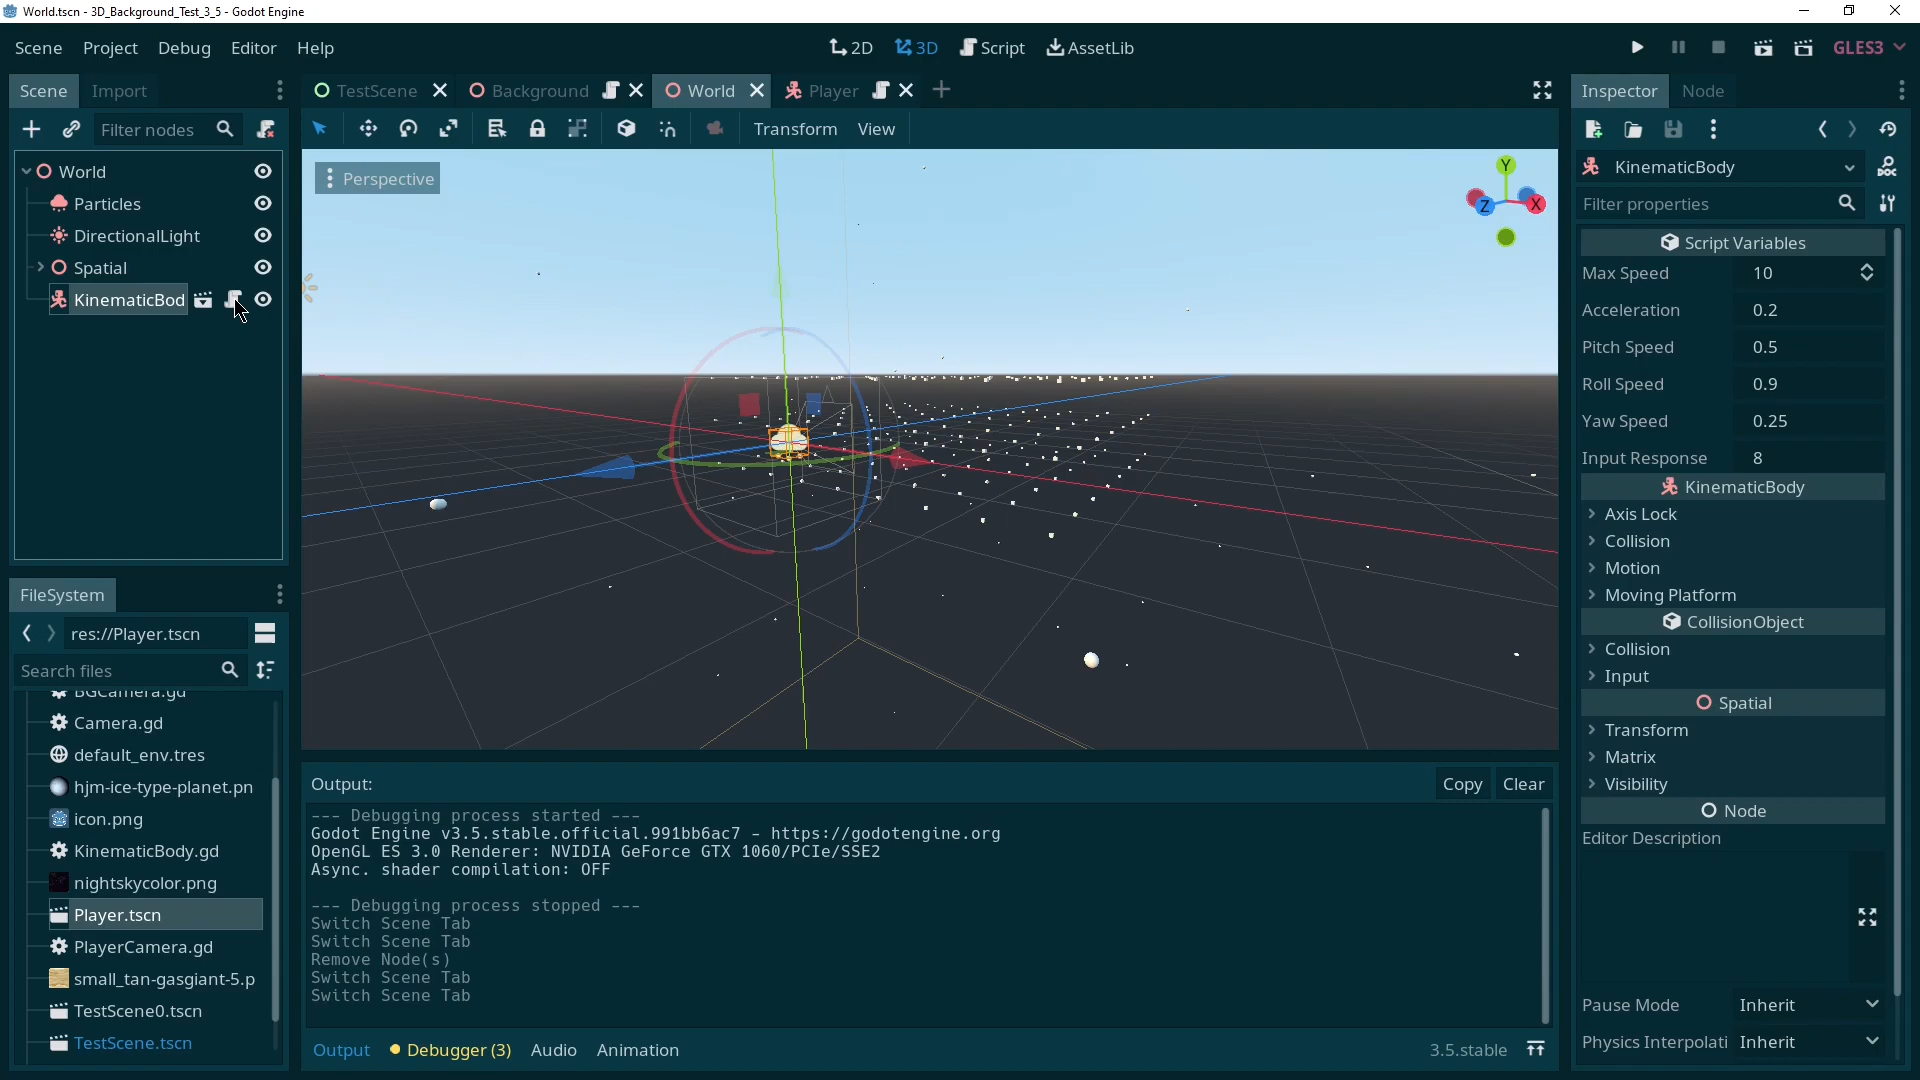 World.tscn - 3D_Background_Test_3_5 - Godot Engine
Scene Project Debug Editor Help
2D 3D Script AssetLib
GLES3
Scene Import
TestScene Background World Player
Inspector Node
Filter nodes
Transform View
World
Particles
DirectionalLight
Spatial
KinematicBod
Perspective
Y
Z X
KinematicBody
Filter properties
Script Variables
Max Speed 10
Acceleration 0.2
Pitch Speed 0.5
Roll Speed 0.9
Yaw Speed 0.25
Input Response 8
KinematicBody
Axis Lock
Collision
Motion
Moving Platform
CollisionObject
Collision
Input
Spatial
Transform
Matrix
Visibility
Node
Editor Description
Pause Mode Inherit
Physics Interpolati Inherit
FileSystem
res://Player.tscn
Search files
BGCamera.gd
Camera.gd
default_env.tres
hjm-ice-type-planet.pn
icon.png
KinematicBody.gd
nightskycolor.png
Player.tscn
PlayerCamera.gd
small_tan-gasgiant-5.p
TestScene0.tscn
TestScene.tscn
Output:
Copy Clear
--- Debugging process started ---
Godot Engine v3.5.stable.official.991bb6ac7 - https://godotengine.org
OpenGL ES 3.0 Renderer: NVIDIA GeForce GTX 1060/PCIe/SSE2
Async. shader compilation: OFF
--- Debugging process stopped ---
Switch Scene Tab
Switch Scene Tab
Remove Node(s)
Switch Scene Tab
Switch Scene Tab
Output Debugger (3) Audio Animation
3.5.stable